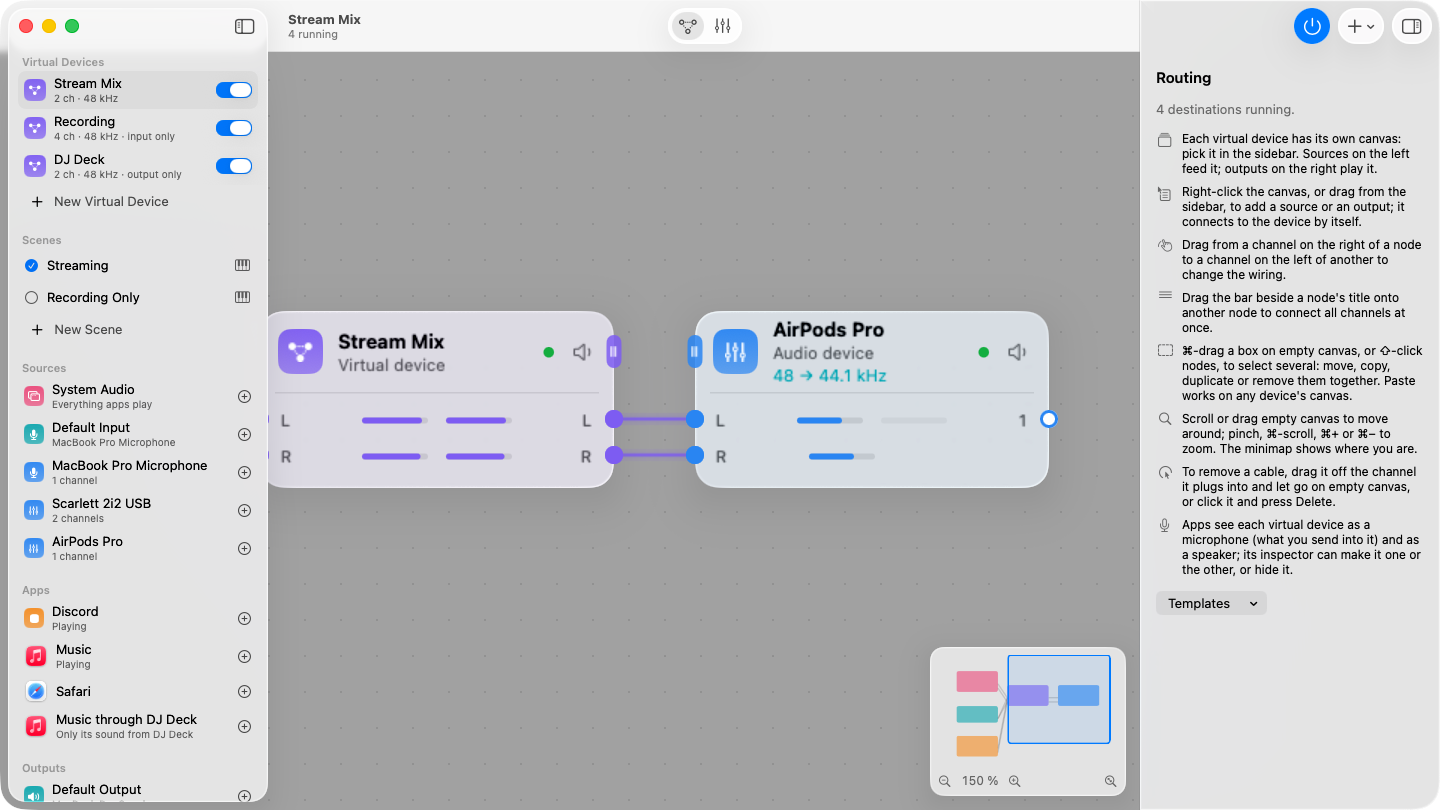 Stream Mix
4 running
Virtual Devices
Stream Mix
2 ch · 48 kHz
Recording
4 ch · 48 kHz · input only
DJ Deck
2 ch · 48 kHz · output only
New Virtual Device
Scenes
Streaming
Recording Only
New Scene
Sources
System Audio
Everything apps play
Default Input
MacBook Pro Microphone
MacBook Pro Microphone
1 channel
Scarlett 2i2 USB
2 channels
AirPods Pro
1 channel
Apps
Discord
Playing
Music
Playing
Safari
Music through DJ Deck
Only its sound from DJ Deck
Outputs
Default Output
Stream Mix
Virtual device
L L
R R
AirPods Pro
Audio device
48 → 44.1 kHz
L 1
R
150 %
Routing
4 destinations running.
Each virtual device has its own canvas:
pick it in the sidebar. Sources on the left
feed it; outputs on the right play it.
Right-click the canvas, or drag from the
sidebar, to add a source or an output; it
connects to the device by itself.
Drag from a channel on the right of a node
to a channel on the left of another to
change the wiring.
Drag the bar beside a node's title onto
another node to connect all channels at
once.
⌘-drag a box on empty canvas, or ⇧-click
nodes, to select several: move, copy,
duplicate or remove them together. Paste
works on any device's canvas.
Scroll or drag empty canvas to move
around; pinch, ⌘-scroll, ⌘+ or ⌘− to
zoom. The minimap shows where you are.
To remove a cable, drag it off the channel
it plugs into and let go on empty canvas,
or click it and press Delete.
Apps see each virtual device as a
microphone (what you send into it) and as
a speaker; its inspector can make it one or
the other, or hide it.
Templates